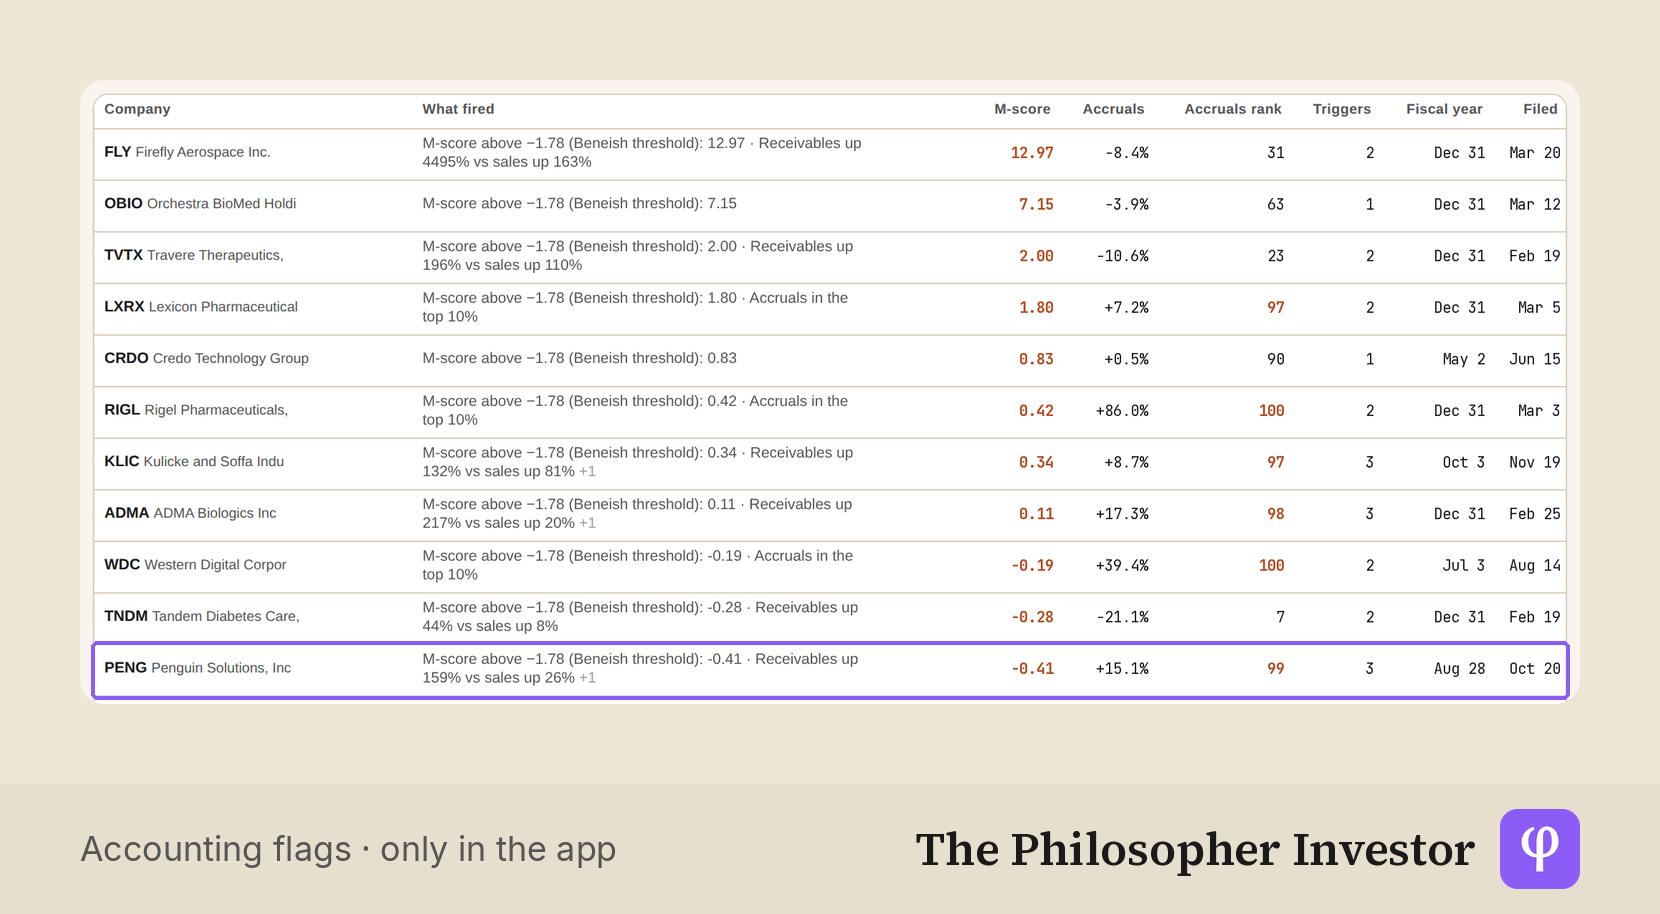 Company What fired M-score Accruals Accruals rank Triggers Fiscal year Filed
FLY Firefly Aerospace Inc. M-score above −1.78 (Beneish threshold): 12.97 · Receivables up 12.97 -8.4% 31 2 Dec 31 Mar 20
4495% vs sales up 163%
OBIO Orchestra BioMed Holdi M-score above −1.78 (Beneish threshold): 7.15 7.15 -3.9% 63 1 Dec 31 Mar 12
TVTX Travere Therapeutics, M-score above −1.78 (Beneish threshold): 2.00 · Receivables up 2.00 -10.6% 23 2 Dec 31 Feb 19
196% vs sales up 110%
LXRX Lexicon Pharmaceutical M-score above −1.78 (Beneish threshold): 1.80 · Accruals in the 1.80 +7.2% 97 2 Dec 31 Mar 5
top 10%
CRDO Credo Technology Group M-score above −1.78 (Beneish threshold): 0.83 0.83 +0.5% 90 1 May 2 Jun 15
RIGL Rigel Pharmaceuticals, M-score above −1.78 (Beneish threshold): 0.42 · Accruals in the 0.42 +86.0% 100 2 Dec 31 Mar 3
top 10%
KLIC Kulicke and Soffa Indu M-score above −1.78 (Beneish threshold): 0.34 · Receivables up 0.34 +8.7% 97 3 Oct 3 Nov 19
132% vs sales up 81% +1
ADMA ADMA Biologics Inc M-score above −1.78 (Beneish threshold): 0.11 · Receivables up 0.11 +17.3% 98 3 Dec 31 Feb 25
217% vs sales up 20% +1
WDC Western Digital Corpor M-score above −1.78 (Beneish threshold): -0.19 · Accruals in the -0.19 +39.4% 100 2 Jul 3 Aug 14
top 10%
TNDM Tandem Diabetes Care, M-score above −1.78 (Beneish threshold): -0.28 · Receivables up -0.28 -21.1% 7 2 Dec 31 Feb 19
44% vs sales up 8%
PENG Penguin Solutions, Inc M-score above −1.78 (Beneish threshold): -0.41 · Receivables up -0.41 +15.1% 99 3 Aug 28 Oct 20
159% vs sales up 26% +1
Accounting flags · only in the app
The Philosopher Investor φ